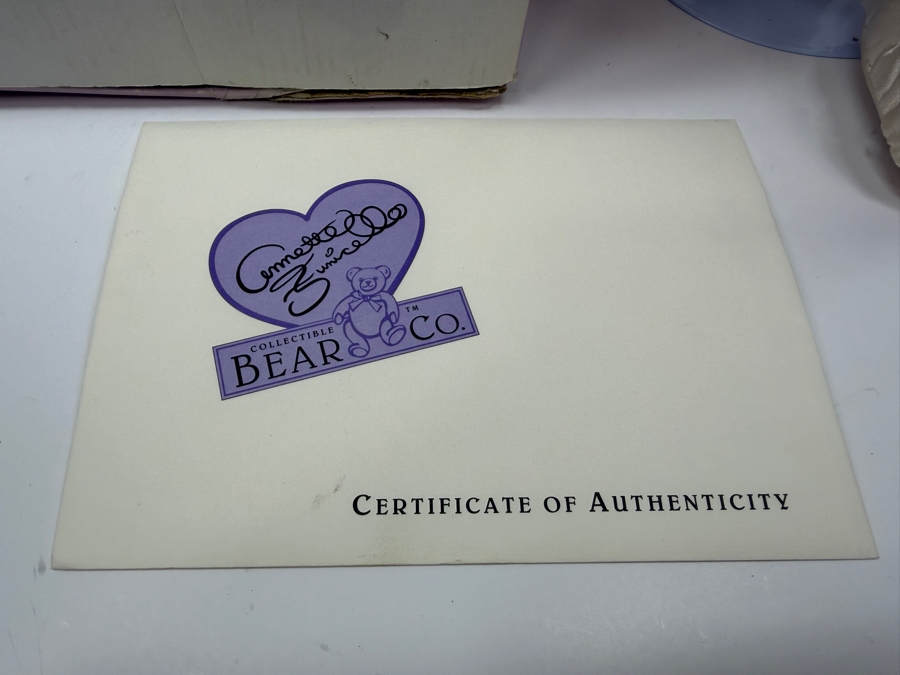 Annette
Funicello
COLLECTIBLE
BEAR CO.™
CERTIFICATE OF AUTHENTICITY